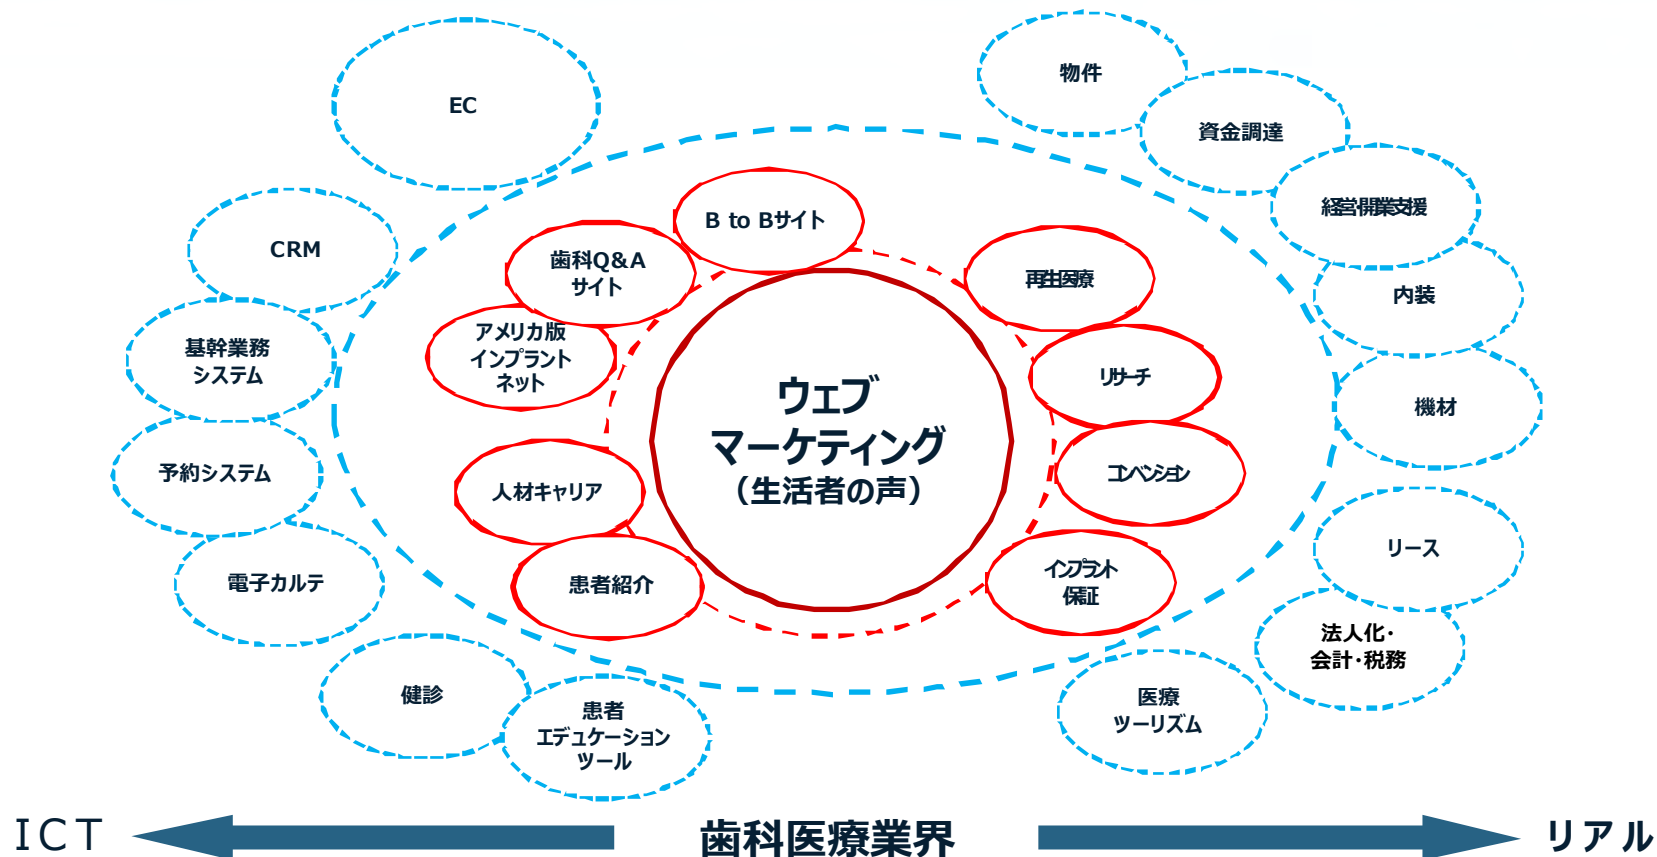 EC
物件
資金調達
経営・開業支援
内装
機材
リース
法人化・
会計・税務
医療
ツーリズム
CRM
基幹業務
システム
予約システム
電子カルテ
健診
患者
エデュケーション
ツール
B to Bサイト
歯科Q&A
サイト
アメリカ版
インプラント
ネット
人材キャリア
患者紹介
再生医療
リサーチ
コンベンション
インプラント
保証
ウェブ
マーケティング
（生活者の声）
ICT
歯科医療業界
リアル